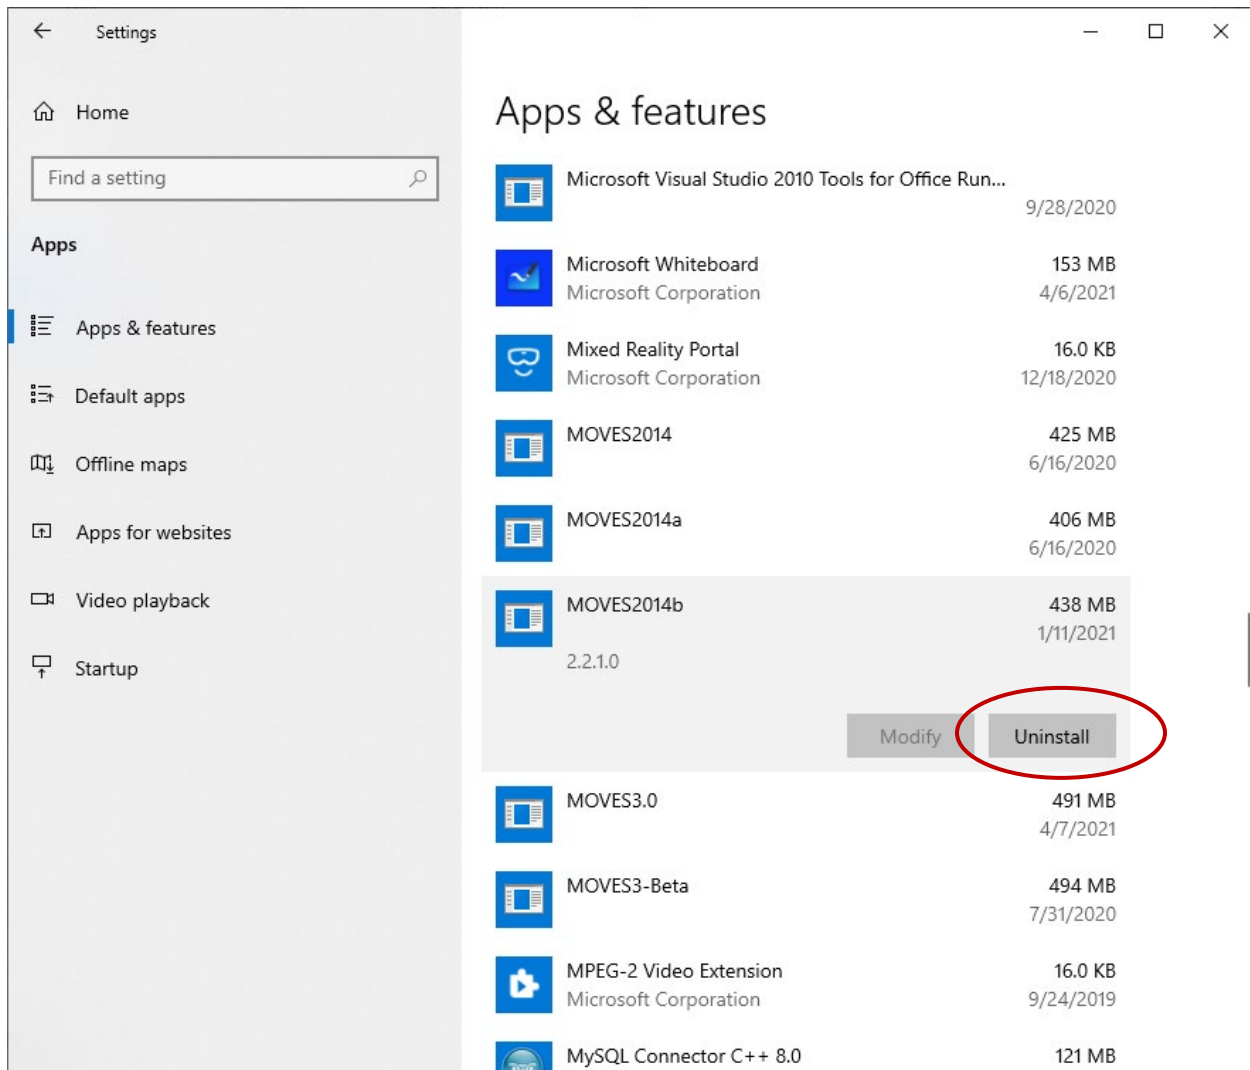 Settings
Home
Find a setting
Apps
Apps & features
Default apps
Offline maps
Apps for websites
Video playback
Startup
Apps & features
Microsoft Visual Studio 2010 Tools for Office Run...
9/28/2020
Microsoft Whiteboard 153 MB
Microsoft Corporation 4/6/2021
Mixed Reality Portal 16.0 KB
Microsoft Corporation 12/18/2020
MOVES2014 425 MB
6/16/2020
MOVES2014a 406 MB
6/16/2020
MOVES2014b 438 MB
1/11/2021
2.2.1.0
Modify Uninstall
MOVES3.0 491 MB
4/7/2021
MOVES3-Beta 494 MB
7/31/2020
MPEG-2 Video Extension 16.0 KB
Microsoft Corporation 9/24/2019
MySQL Connector C++ 8.0 121 MB